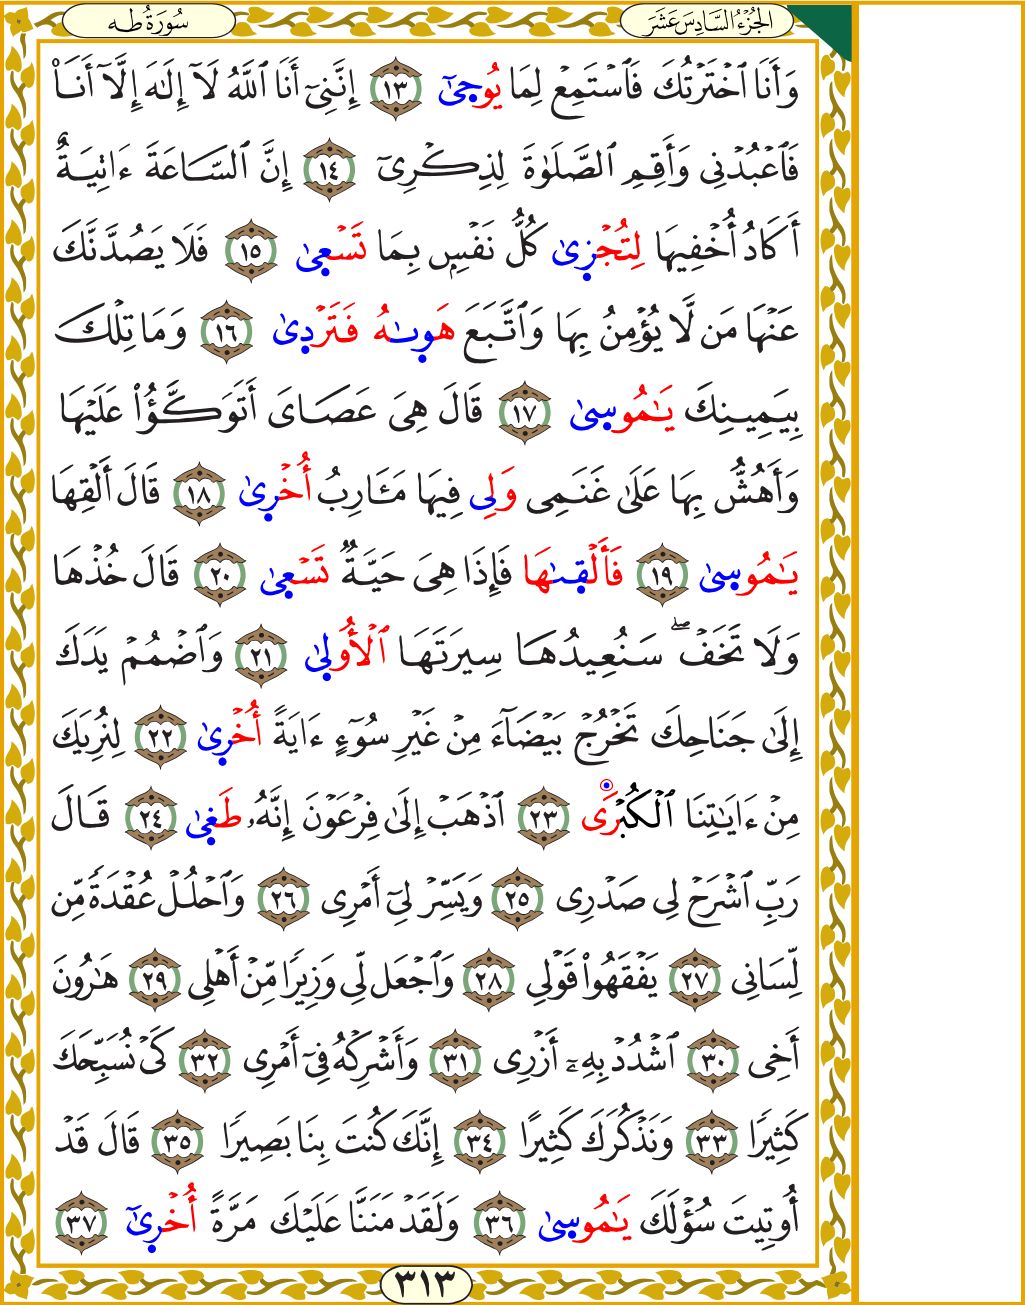 الجُزْءُ السَّادِسَ عَشَرَ
سُورَةُ طه
وَأَنَا ٱخْتَرْتُكَ فَٱسْتَمِعْ لِمَا يُوحَىٰٓ ١٣ إِنَّنِىٓ أَنَا ٱللَّهُ لَآ إِلَٰهَ إِلَّآ أَنَا۠
فَٱعْبُدْنِى وَأَقِمِ ٱلصَّلَوٰةَ لِذِكْرِىٓ ١٤ إِنَّ ٱلسَّاعَةَ ءَاتِيَةٌ
أَكَادُ أُخْفِيهَا لِتُجْزَىٰ كُلُّ نَفْسٍۭ بِمَا تَسْعَىٰ ١٥ فَلَا يَصُدَّنَّكَ
عَنْهَا مَن لَّا يُؤْمِنُ بِهَا وَٱتَّبَعَ هَوَىٰهُ فَتَرْدَىٰ ١٦ وَمَا تِلْكَ
بِيَمِينِكَ يَٰمُوسَىٰ ١٧ قَالَ هِىَ عَصَاىَ أَتَوَكَّؤُا۟ عَلَيْهَا
وَأَهُشُّ بِهَا عَلَىٰ غَنَمِى وَلِى فِيهَا مَـَٔارِبُ أُخْرَىٰ ١٨ قَالَ أَلْقِهَا
يَٰمُوسَىٰ ١٩ فَأَلْقَىٰهَا فَإِذَا هِىَ حَيَّةٌ تَسْعَىٰ ٢٠ قَالَ خُذْهَا
وَلَا تَخَفْ ۖ سَنُعِيدُهَا سِيرَتَهَا ٱلْأُولَىٰ ٢١ وَٱضْمُمْ يَدَكَ
إِلَىٰ جَنَاحِكَ تَخْرُجْ بَيْضَآءَ مِنْ غَيْرِ سُوٓءٍ ءَايَةً أُخْرَىٰ ٢٢ لِنُرِيَكَ
مِنْ ءَايَٰتِنَا ٱلْكُبْرَى ٢٣ ٱذْهَبْ إِلَىٰ فِرْعَوْنَ إِنَّهُۥ طَغَىٰ ٢٤ قَالَ
رَبِّ ٱشْرَحْ لِى صَدْرِى ٢٥ وَيَسِّرْ لِىٓ أَمْرِى ٢٦ وَٱحْلُلْ عُقْدَةً مِّن
لِّسَانِى ٢٧ يَفْقَهُوا۟ قَوْلِى ٢٨ وَٱجْعَل لِّى وَزِيرًا مِّنْ أَهْلِى ٢٩ هَٰرُونَ
أَخِى ٣٠ ٱشْدُدْ بِهِۦٓ أَزْرِى ٣١ وَأَشْرِكْهُ فِىٓ أَمْرِى ٣٢ كَىْ نُسَبِّحَكَ
كَثِيرًا ٣٣ وَنَذْكُرَكَ كَثِيرًا ٣٤ إِنَّكَ كُنتَ بِنَا بَصِيرًا ٣٥ قَالَ قَدْ
أُوتِيتَ سُؤْلَكَ يَٰمُوسَىٰ ٣٦ وَلَقَدْ مَنَنَّا عَلَيْكَ مَرَّةً أُخْرَىٰٓ ٣٧
٣١٣